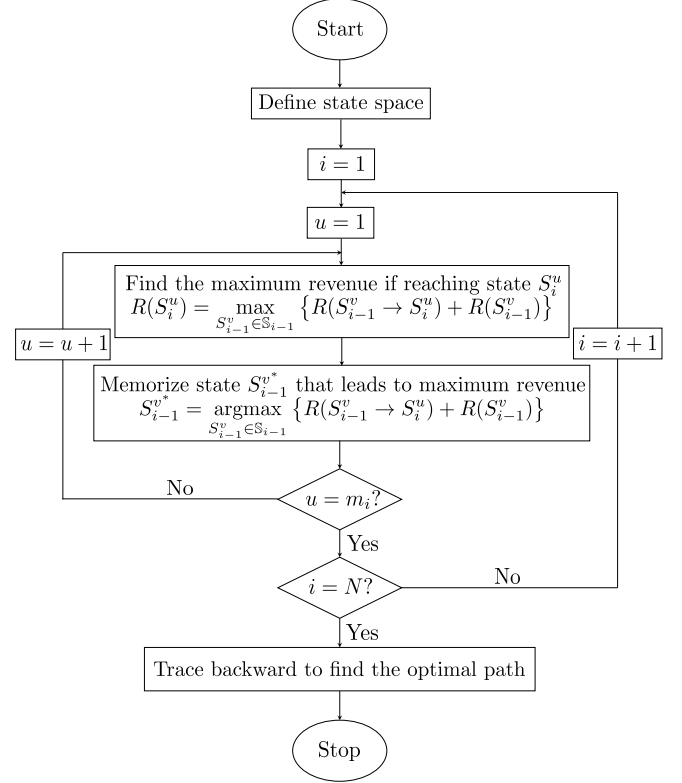 Start
Define state space
i = 1
u = 1
Find the maximum revenue if reaching state S_i^u
R(S_i^u) = max_{S_{i-1}^v ∈ 𝕊_{i-1}} {R(S_{i-1}^v → S_i^u) + R(S_{i-1}^v)}
u = u + 1
i = i + 1
Memorize state S_{i-1}^{v*} that leads to maximum revenue
S_{i-1}^{v*} = argmax_{S_{i-1}^v ∈ 𝕊_{i-1}} {R(S_{i-1}^v → S_i^u) + R(S_{i-1}^v)}
No
u = m_i?
Yes
i = N?
No
Yes
Trace backward to find the optimal path
Stop